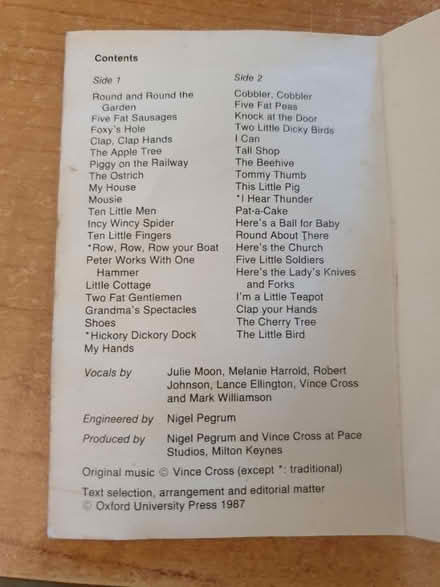 Contents
Side 1
Round and Round the
Garden
Five Fat Sausages
Foxy's Hole
Clap, Clap Hands
The Apple Tree
Piggy on the Railway
The Ostrich
My House
Mousie
Ten Little Men
Incy Wincy Spider
Ten Little Fingers
*Row, Row, Row your Boat
Peter Works With One
Hammer
Little Cottage
Two Fat Gentlemen
Grandma's Spectacles
Shoes
*Hickory Dickory Dock
My Hands
Side 2
Cobbler, Cobbler
Five Fat Peas
Knock at the Door
Two Little Dicky Birds
I Can
Tall Shop
The Beehive
Tommy Thumb
This Little Pig
*I Hear Thunder
Pat-a-Cake
Here's a Ball for Baby
Round About There
Here's the Church
Five Little Soldiers
Here's the Lady's Knives
and Forks
I'm a Little Teapot
Clap your Hands
The Cherry Tree
The Little Bird
Vocals by Julie Moon, Melanie Harrold, Robert
Johnson, Lance Ellington, Vince Cross
and Mark Williamson
Engineered by Nigel Pegrum
Produced by Nigel Pegrum and Vince Cross at Pace
Studios, Milton Keynes
Original music © Vince Cross (except *: traditional)
Text selection, arrangement and editorial matter
© Oxford University Press 1987